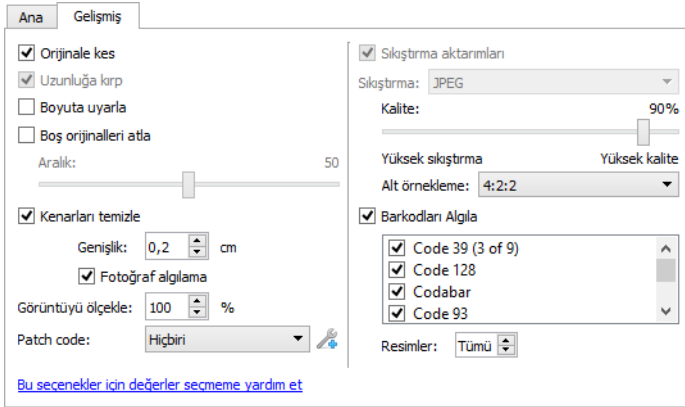 Ana Gelişmiş
Orijinale kes
Uzunluğa kırp
Boyuta uyarla
Boş orijinalleri atla
Aralık: 50
Kenarları temizle
Genişlik: 0,2 cm
Fotoğraf algılama
Görüntüyü ölçekle: 100 %
Patch code: Hiçbiri
Bu seçenekler için değerler seçmeme yardım et
Sıkıştırma aktarımları
Sıkıştırma: JPEG
Kalite: 90%
Yüksek sıkıştırma Yüksek kalite
Alt örnekleme: 4:2:2
Barkodları Algıla
Code 39 (3 of 9)
Code 128
Codabar
Code 93
Resimler: Tümü